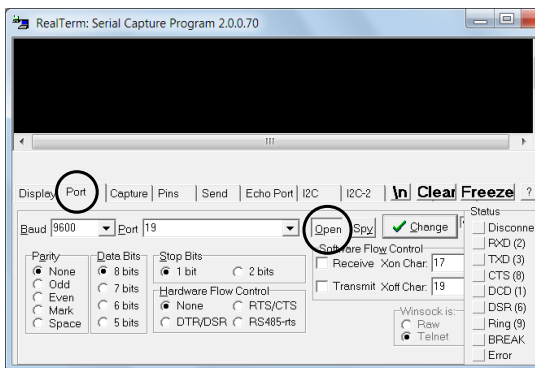 RealTerm: Serial Capture Program 2.0.0.70
Display Port Capture Pins Send Echo Port I2C I2C-2 \n Clear Freeze ?
Status
Baud 9600 Port 19 Open Spy Change
Disconne
RXD (2)
TXD (3)
CTS (8)
DCD (1)
DSR (6)
Ring (9)
BREAK
Error
Parity
None
Odd
Even
Mark
Space
Data Bits
8 bits
7 bits
6 bits
5 bits
Stop Bits
1 bit 2 bits
Hardware Flow Control
None RTS/CTS
DTR/DSR RS485-rts
Software Flow Control
Receive Xon Char: 17
Transmit Xoff Char: 19
Winsock is:
Raw
Telnet